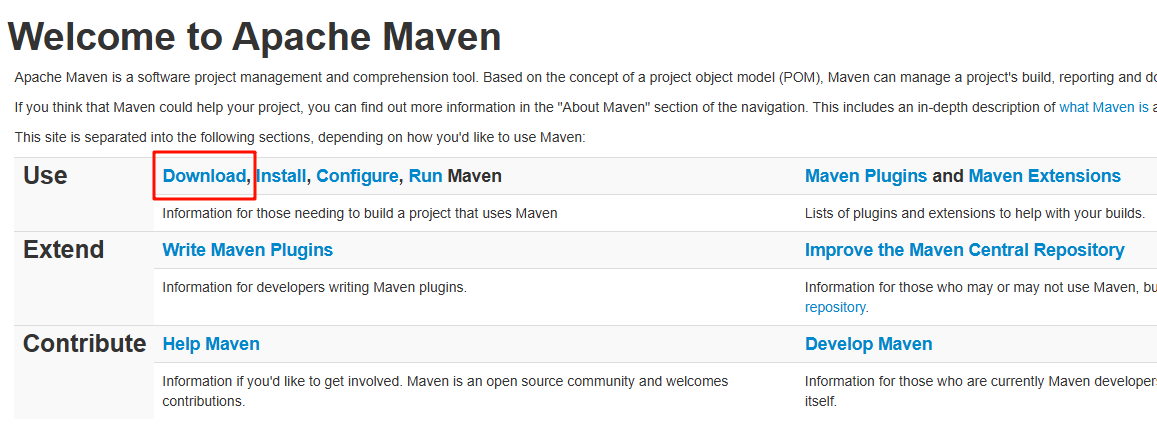 Welcome to Apache Maven
Apache Maven is a software project management and comprehension tool. Based on the concept of a project object model (POM), Maven can manage a project's build, reporting and
If you think that Maven could help your project, you can find out more information in the "About Maven" section of the navigation. This includes an in-depth description of what Maven is
This site is separated into the following sections, depending on how you'd like to use Maven:
Use
Download, Install, Configure, Run Maven
Information for those needing to build a project that uses Maven
Maven Plugins and Maven Extensions
Lists of plugins and extensions to help with your builds.
Extend
Write Maven Plugins
Information for developers writing Maven plugins.
Improve the Maven Central Repository
Information for those who may or may not use Maven,
repository.
Contribute
Help Maven
Information if you'd like to get involved. Maven is an open source community and welcomes
contributions.
Develop Maven
Information for those who are currently Maven
itself.